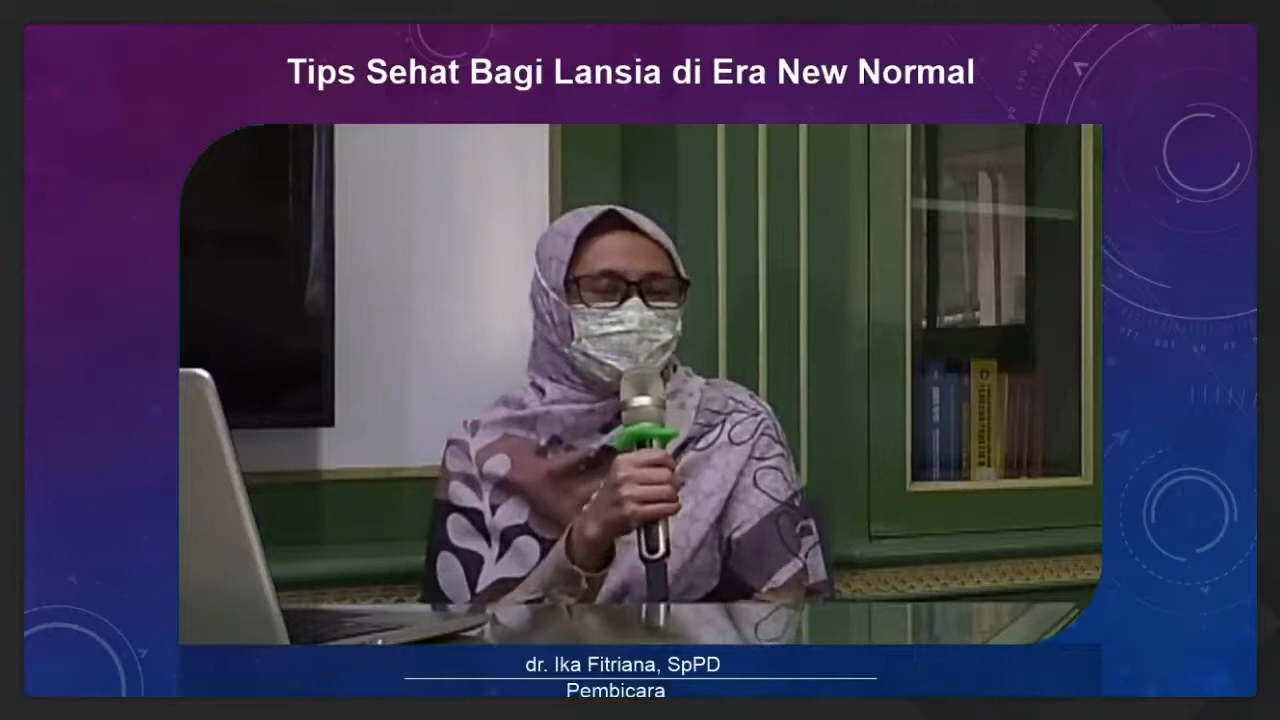 Tips Sehat Bagi Lansia di Era New Normal
dr. Ika Fitriana, SpPD
Pembicara